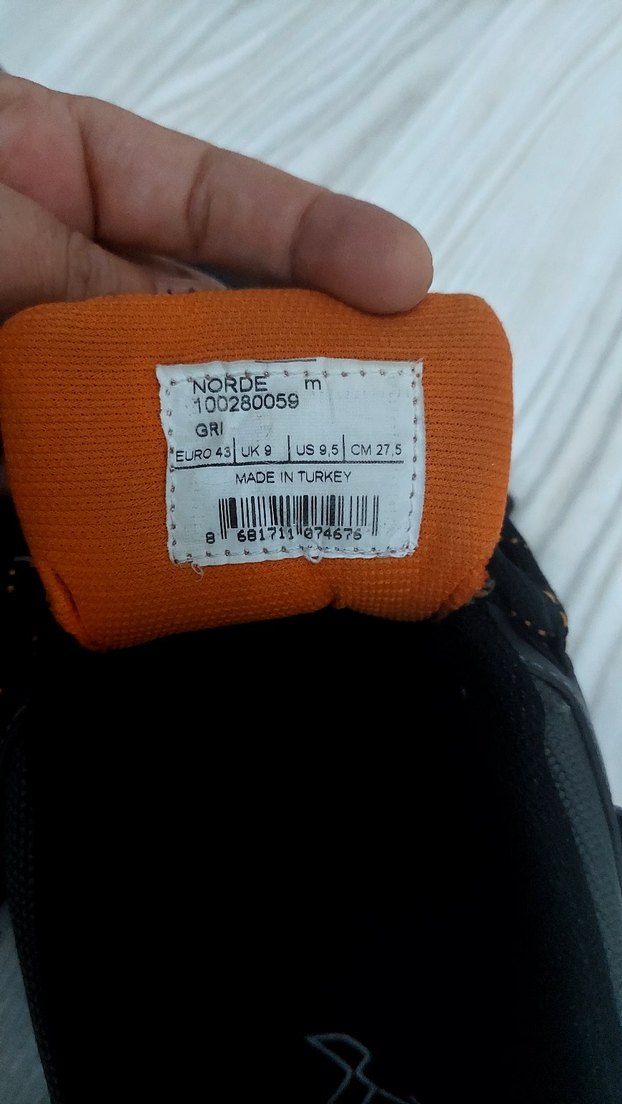 NORDE m
100280059
GRI
EURO 43 UK 9 US 9,5 CM 27,5
MADE IN TURKEY
8 681711 074676